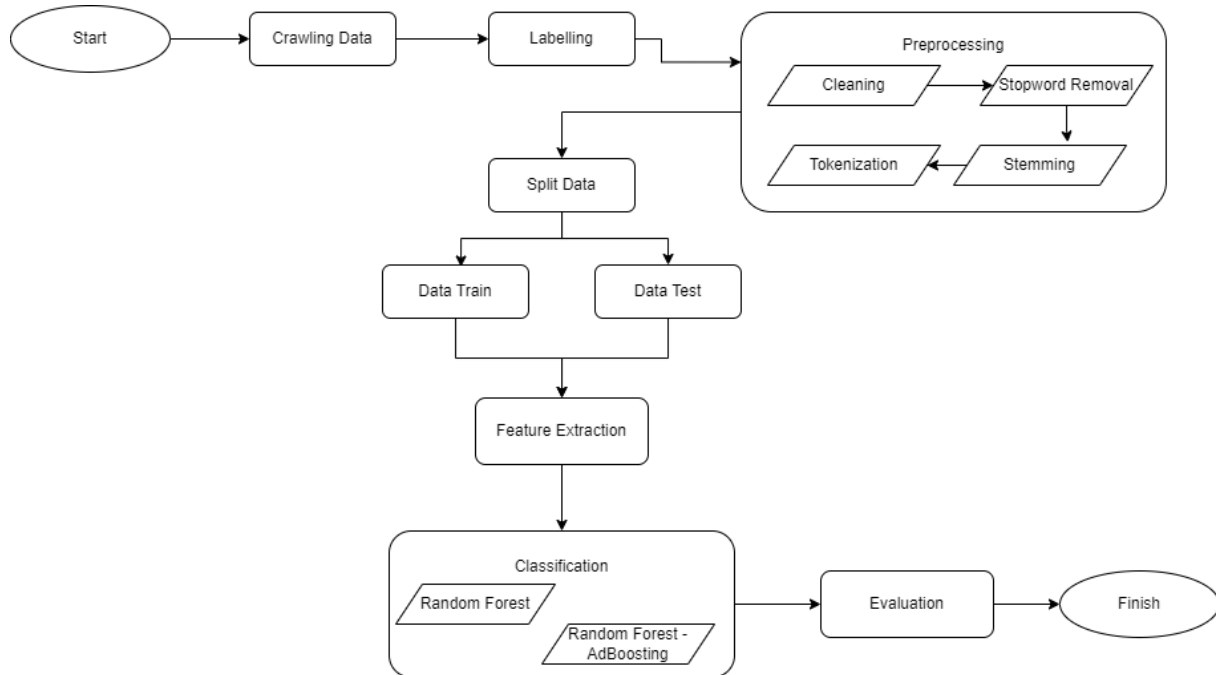 Start
Crawling Data
Labelling
Preprocessing
Cleaning
Stopword Removal
Tokenization
Stemming
Split Data
Data Train
Data Test
Feature Extraction
Classification
Random Forest
Random Forest -
AdBoosting
Evaluation
Finish